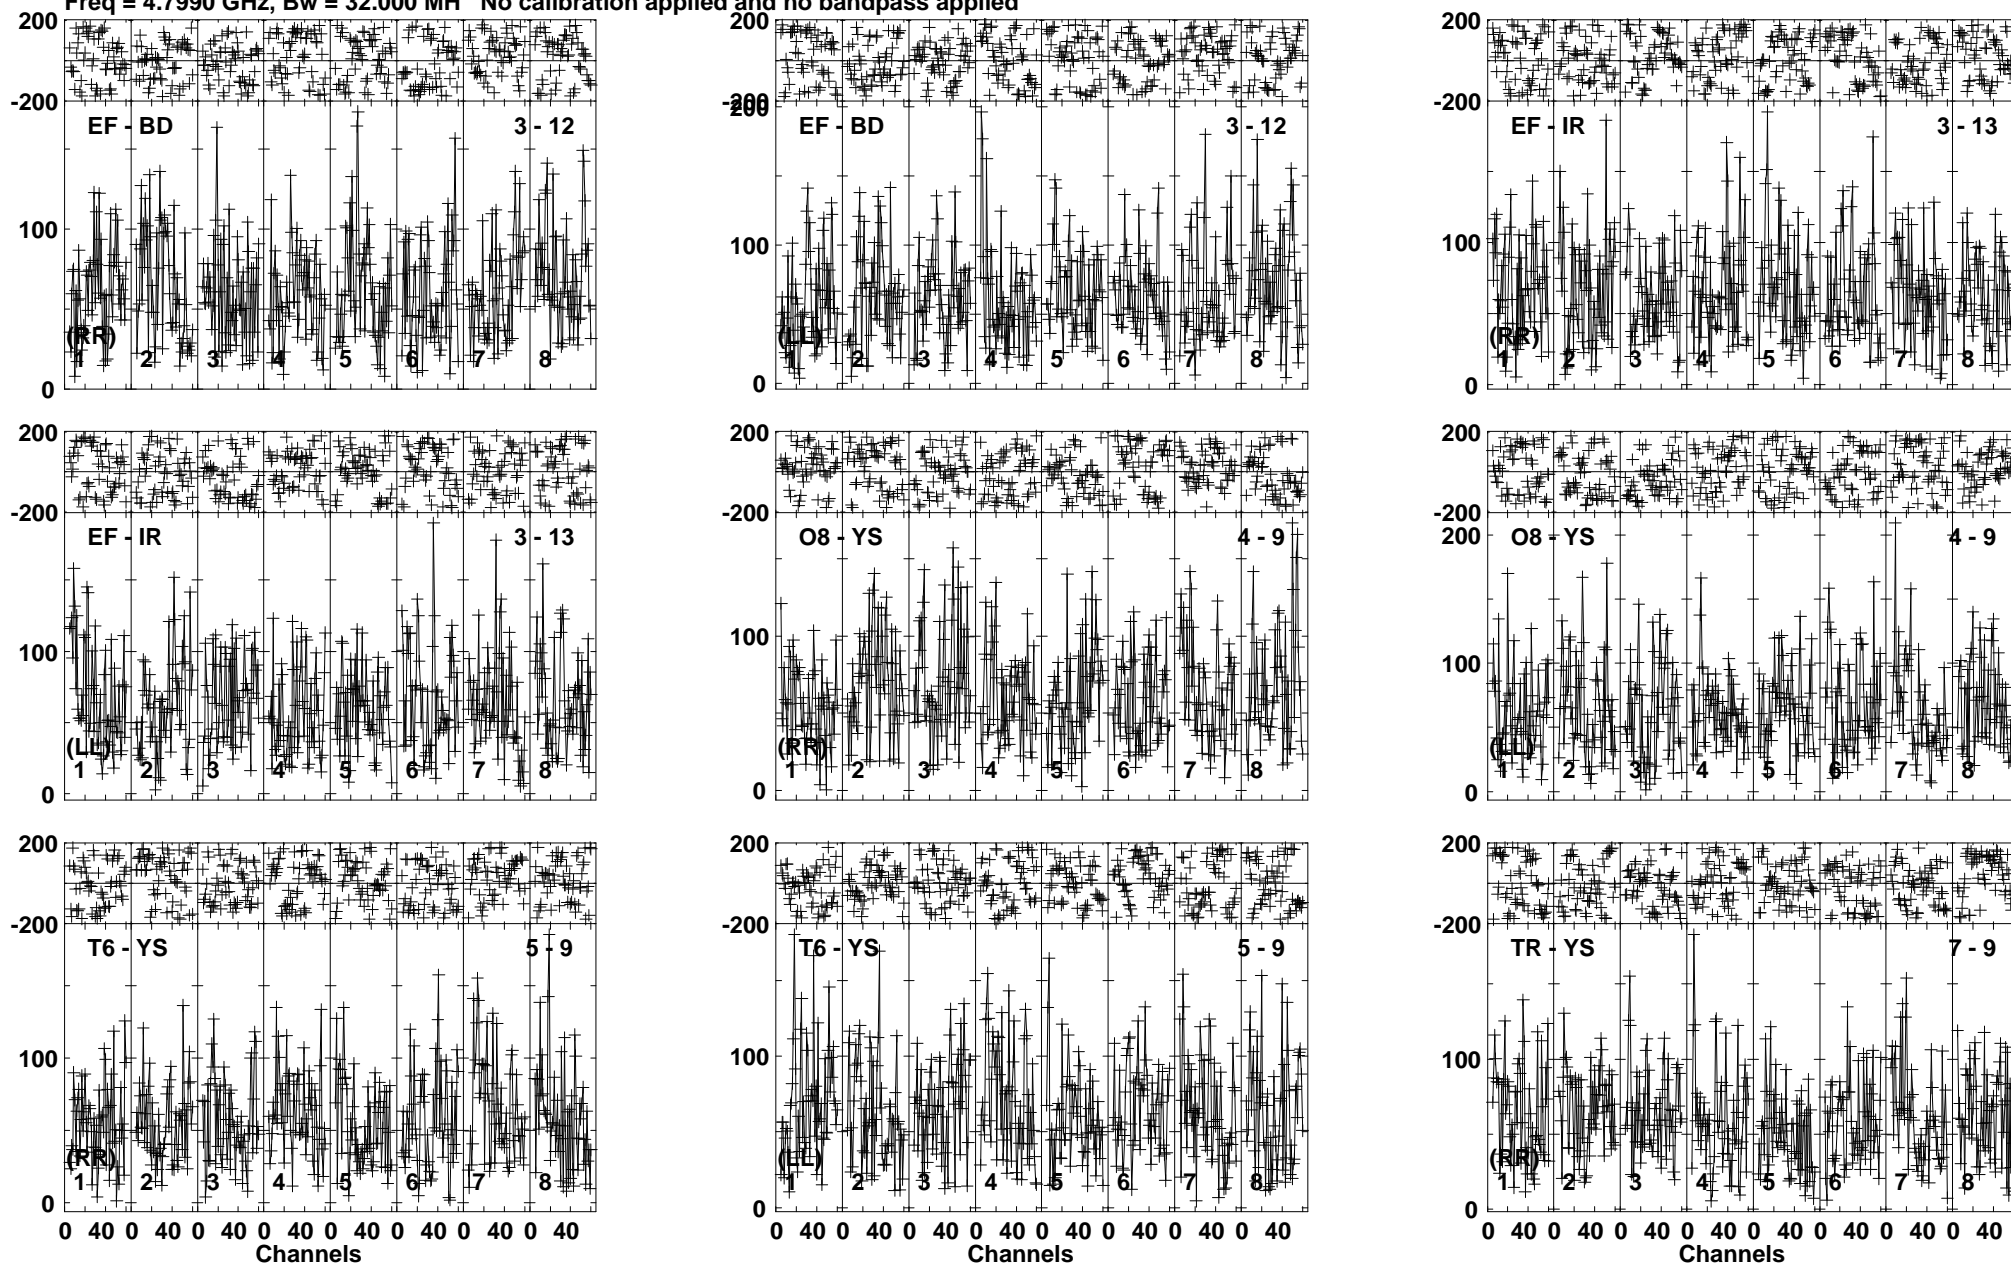 Freq = 4.7990 GHz, Bw = 32.000 MH No calibration applied and no bandpass applied
200 200 200
-200 -200 -200
200
EF - BD 3 - 12 EF - BD 3 - 12 EF - IR 3 - 13
100 100 100
(RR) (LL) (RR)
1 2 3 4 5 6 7 8 1 2 3 4 5 6 7 8 1 2 3 4 5 6 7 8
0 0 0
200 200 200
-200 -200 -200
EF - IR 3 - 13 O8 - YS 4 - 9 O8 - YS 4 - 9
200
100 100 100
(LL) (RR) (LL)
1 2 3 4 5 6 7 8 1 2 3 4 5 6 7 8 1 2 3 4 5 6 7 8
0 0 0
200 200 200
-200 -200 -200
T6 - YS 5 - 9 T6 - YS 5 - 9 TR - YS 7 - 9
100 100 100
(RR) (LL) (RR)
1 2 3 4 5 6 7 8 1 2 3 4 5 6 7 8 1 2 3 4 5 6 7 8
0 0 0
0 40 0 40 0 40 0 40 0 40 0 40 0 40 0 40 0 40 0 40 0 40 0 40 0 40 0 40 0 40 0 40 0 40 0 40 0 40 0 40 0 40 0 40 0 40 0 40
Channels Channels Channels